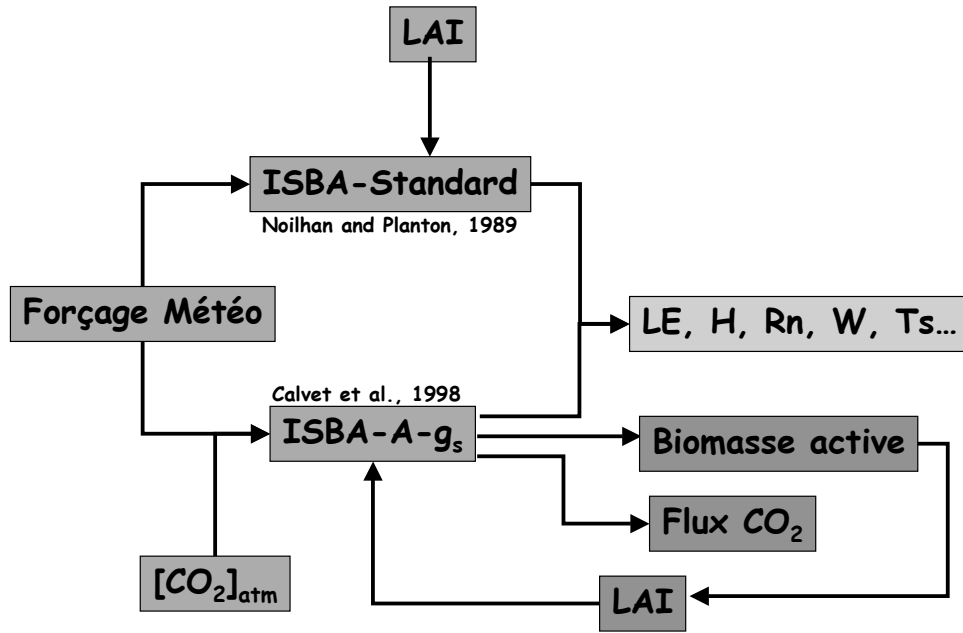 LAI
ISBA-Standard
Noilhan and Planton, 1989
Forçage Météo
LE, H, Rn, W, Ts...
Calvet et al., 1998
ISBA-A-gₛ
Biomasse active
Flux CO₂
[CO₂]atm
LAI